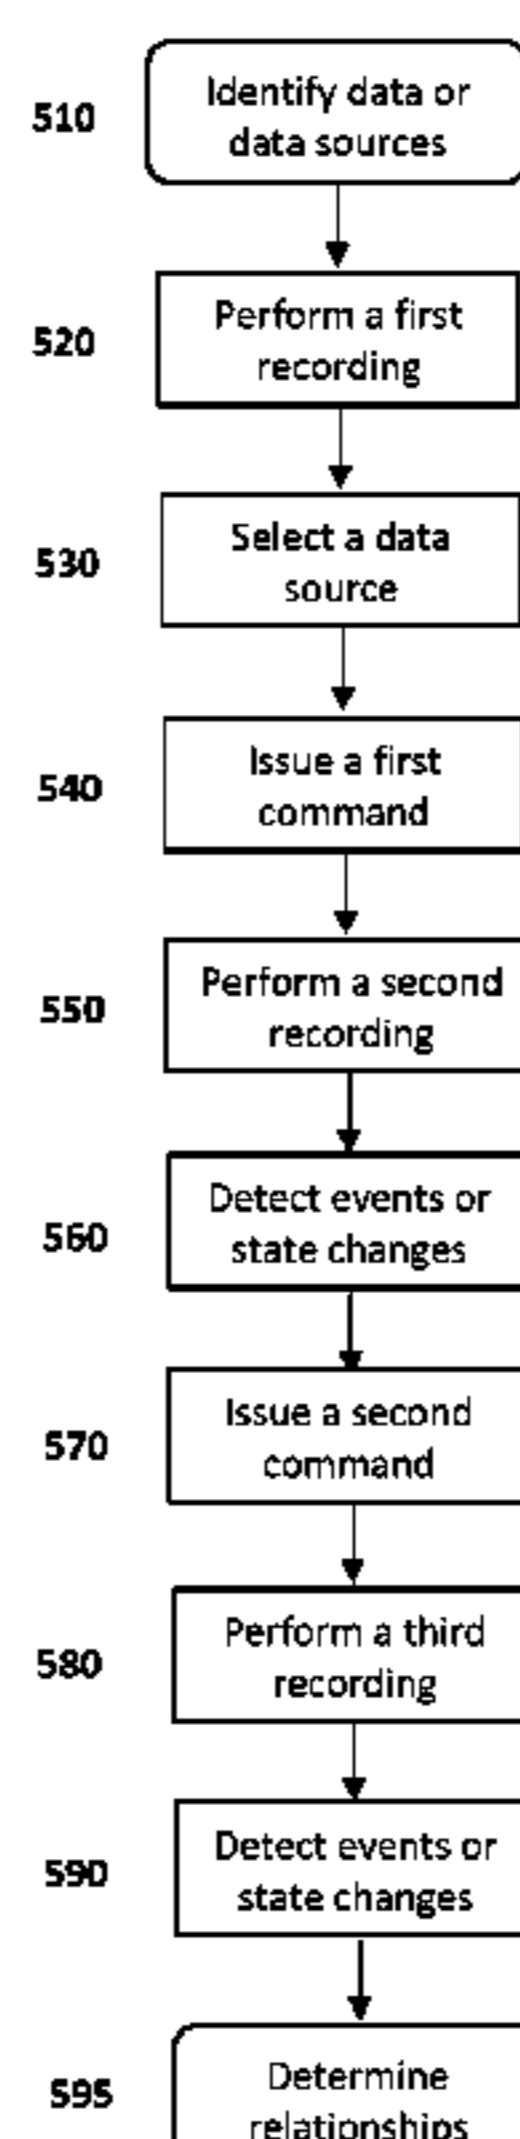 510
Identify data or
data sources
520
Perform a first
recording
530
Select a data
source
540
Issue a first
command
550
Perform a second
recording
560
Detect events or
state changes
570
Issue a second
command
580
Perform a third
recording
590
Detect events or
state changes
595
Determine
relationships